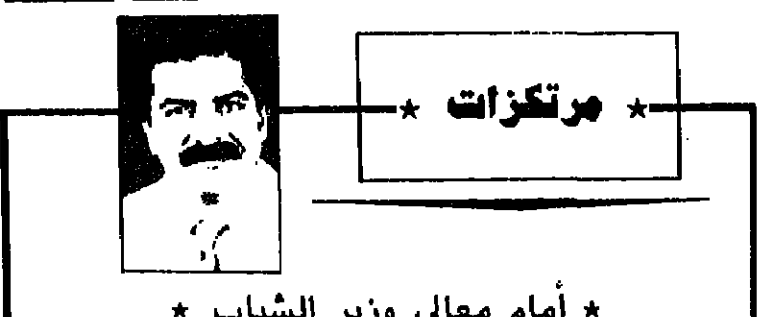 ★ مرتكزات ★
★ أمام معالي وزير الشباب ★